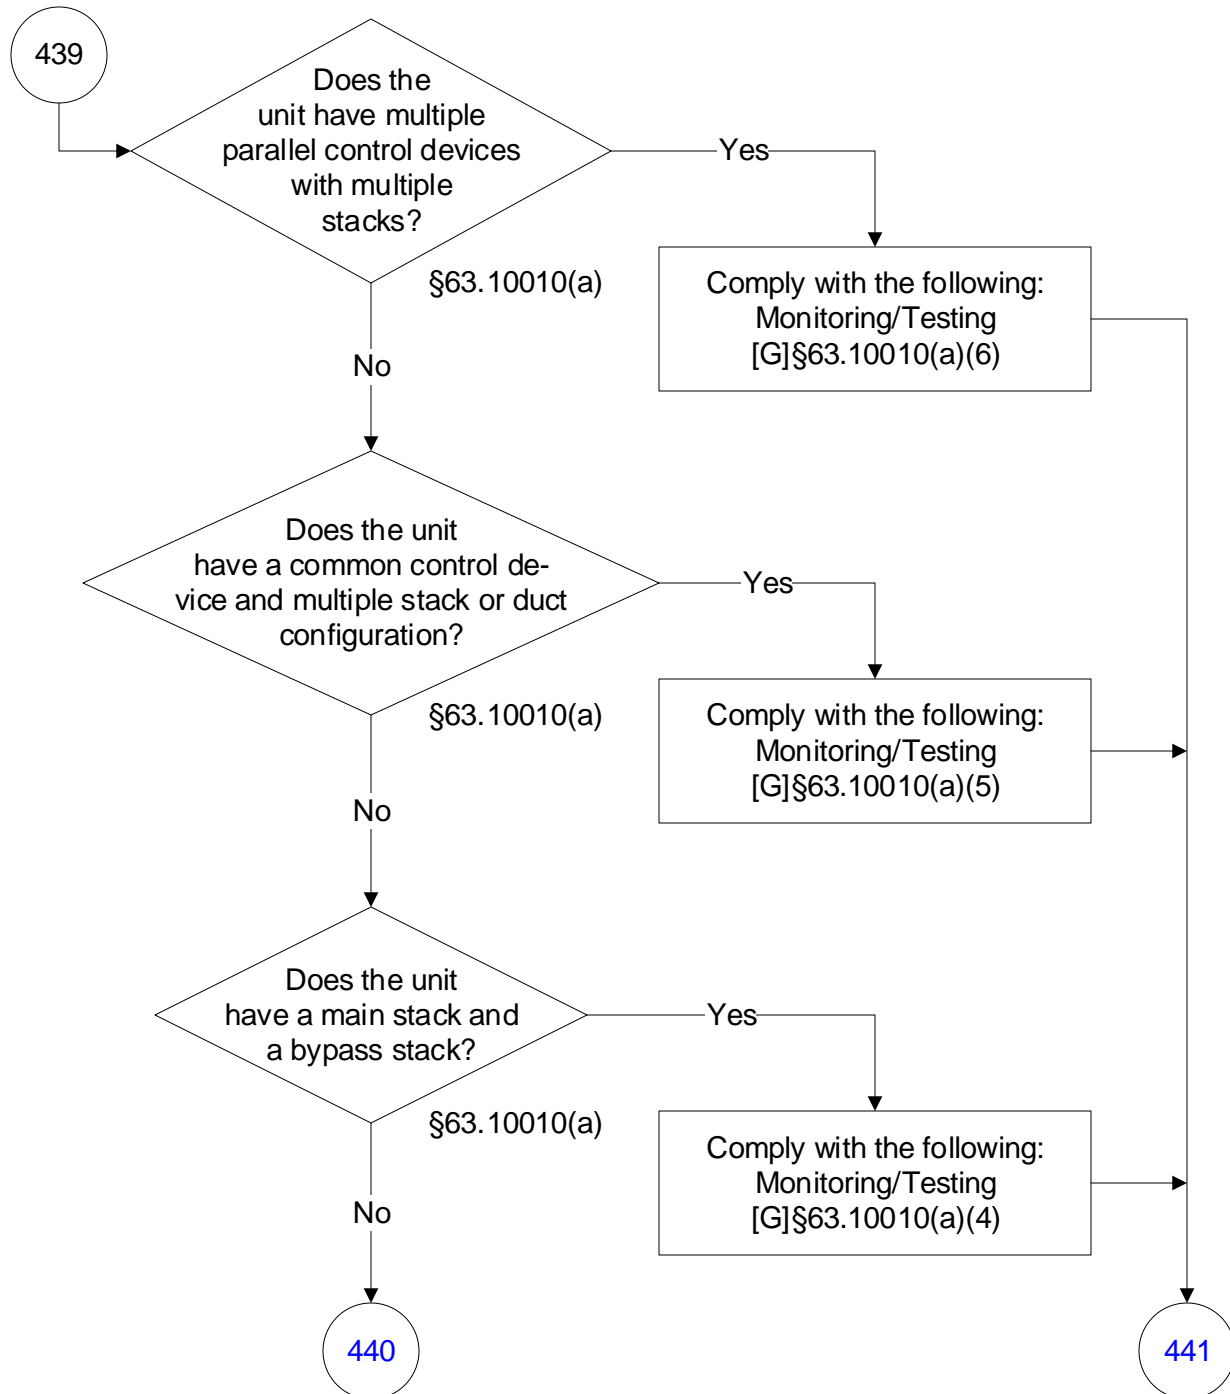 439
Does the
unit have multiple
parallel control devices
with multiple
stacks?
Yes
§63.10010(a)
Comply with the following:
Monitoring/Testing
[G]§63.10010(a)(6)
No
Does the unit
have a common control de-
vice and multiple stack or duct
configuration?
Yes
§63.10010(a)
Comply with the following:
Monitoring/Testing
[G]§63.10010(a)(5)
No
Does the unit
have a main stack and
a bypass stack?
Yes
§63.10010(a)
Comply with the following:
Monitoring/Testing
[G]§63.10010(a)(4)
No
440
441